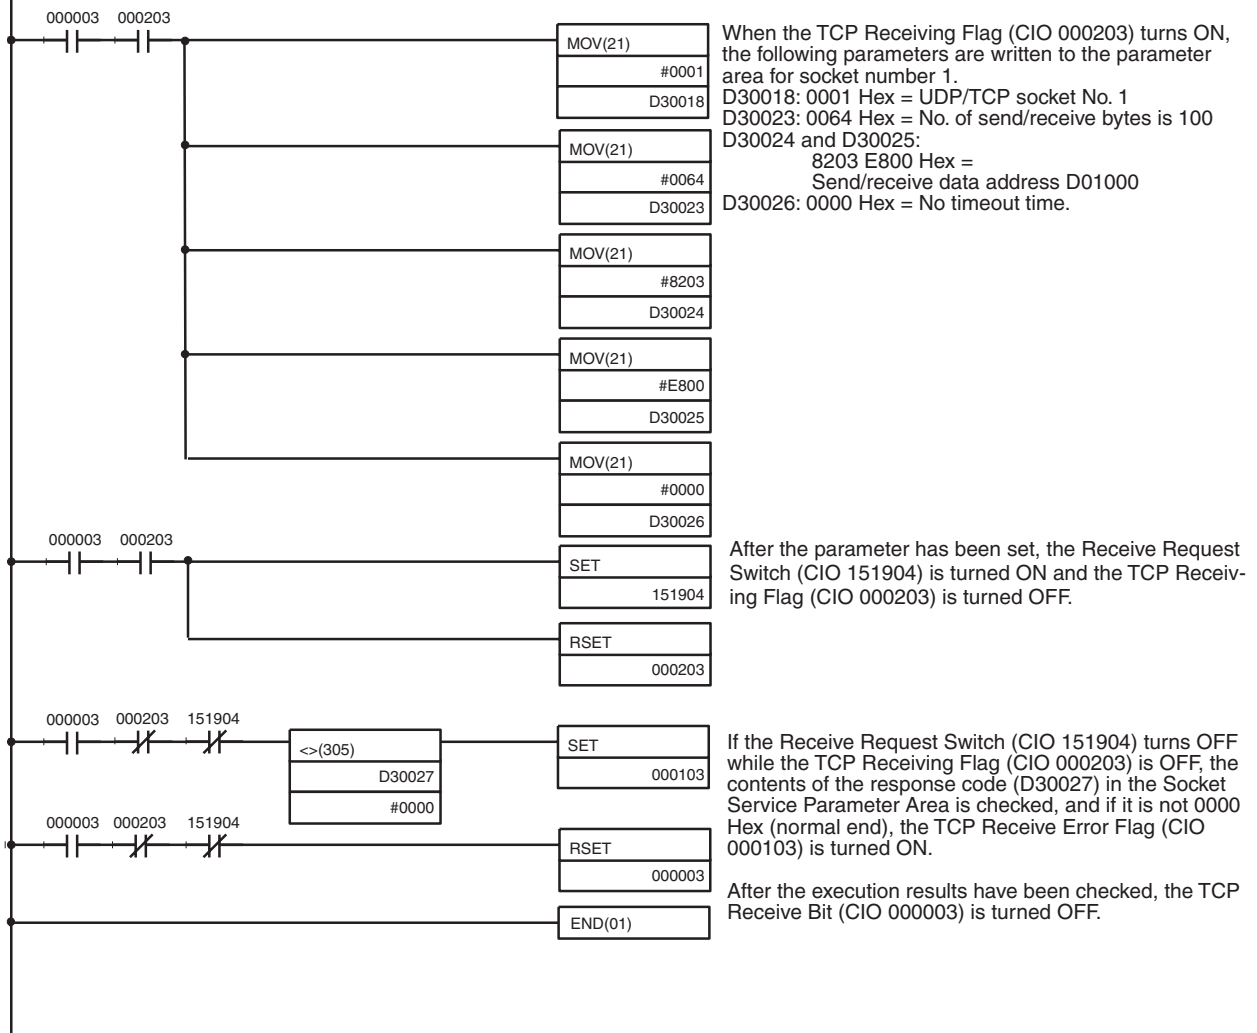 000003 000203
MOV(21)
#0001
D30018
When the TCP Receiving Flag (CIO 000203) turns ON,
the following parameters are written to the parameter
area for socket number 1.
D30018: 0001 Hex = UDP/TCP socket No. 1
D30023: 0064 Hex = No. of send/receive bytes is 100
D30024 and D30025:
8203 E800 Hex =
Send/receive data address D01000
D30026: 0000 Hex = No timeout time.
MOV(21)
#0064
D30023
MOV(21)
#8203
D30024
MOV(21)
#E800
D30025
MOV(21)
#0000
D30026
000003 000203
SET
151904
After the parameter has been set, the Receive Request
Switch (CIO 151904) is turned ON and the TCP Receiv-
ing Flag (CIO 000203) is turned OFF.
RSET
000203
000003 000203 151904
<>(305)
D30027
#0000
SET
000103
If the Receive Request Switch (CIO 151904) turns OFF
while the TCP Receiving Flag (CIO 000203) is OFF, the
contents of the response code (D30027) in the Socket
Service Parameter Area is checked, and if it is not 0000
Hex (normal end), the TCP Receive Error Flag (CIO
000103) is turned ON.
000003 000203 151904
RSET
000003
After the execution results have been checked, the TCP
Receive Bit (CIO 000003) is turned OFF.
END(01)